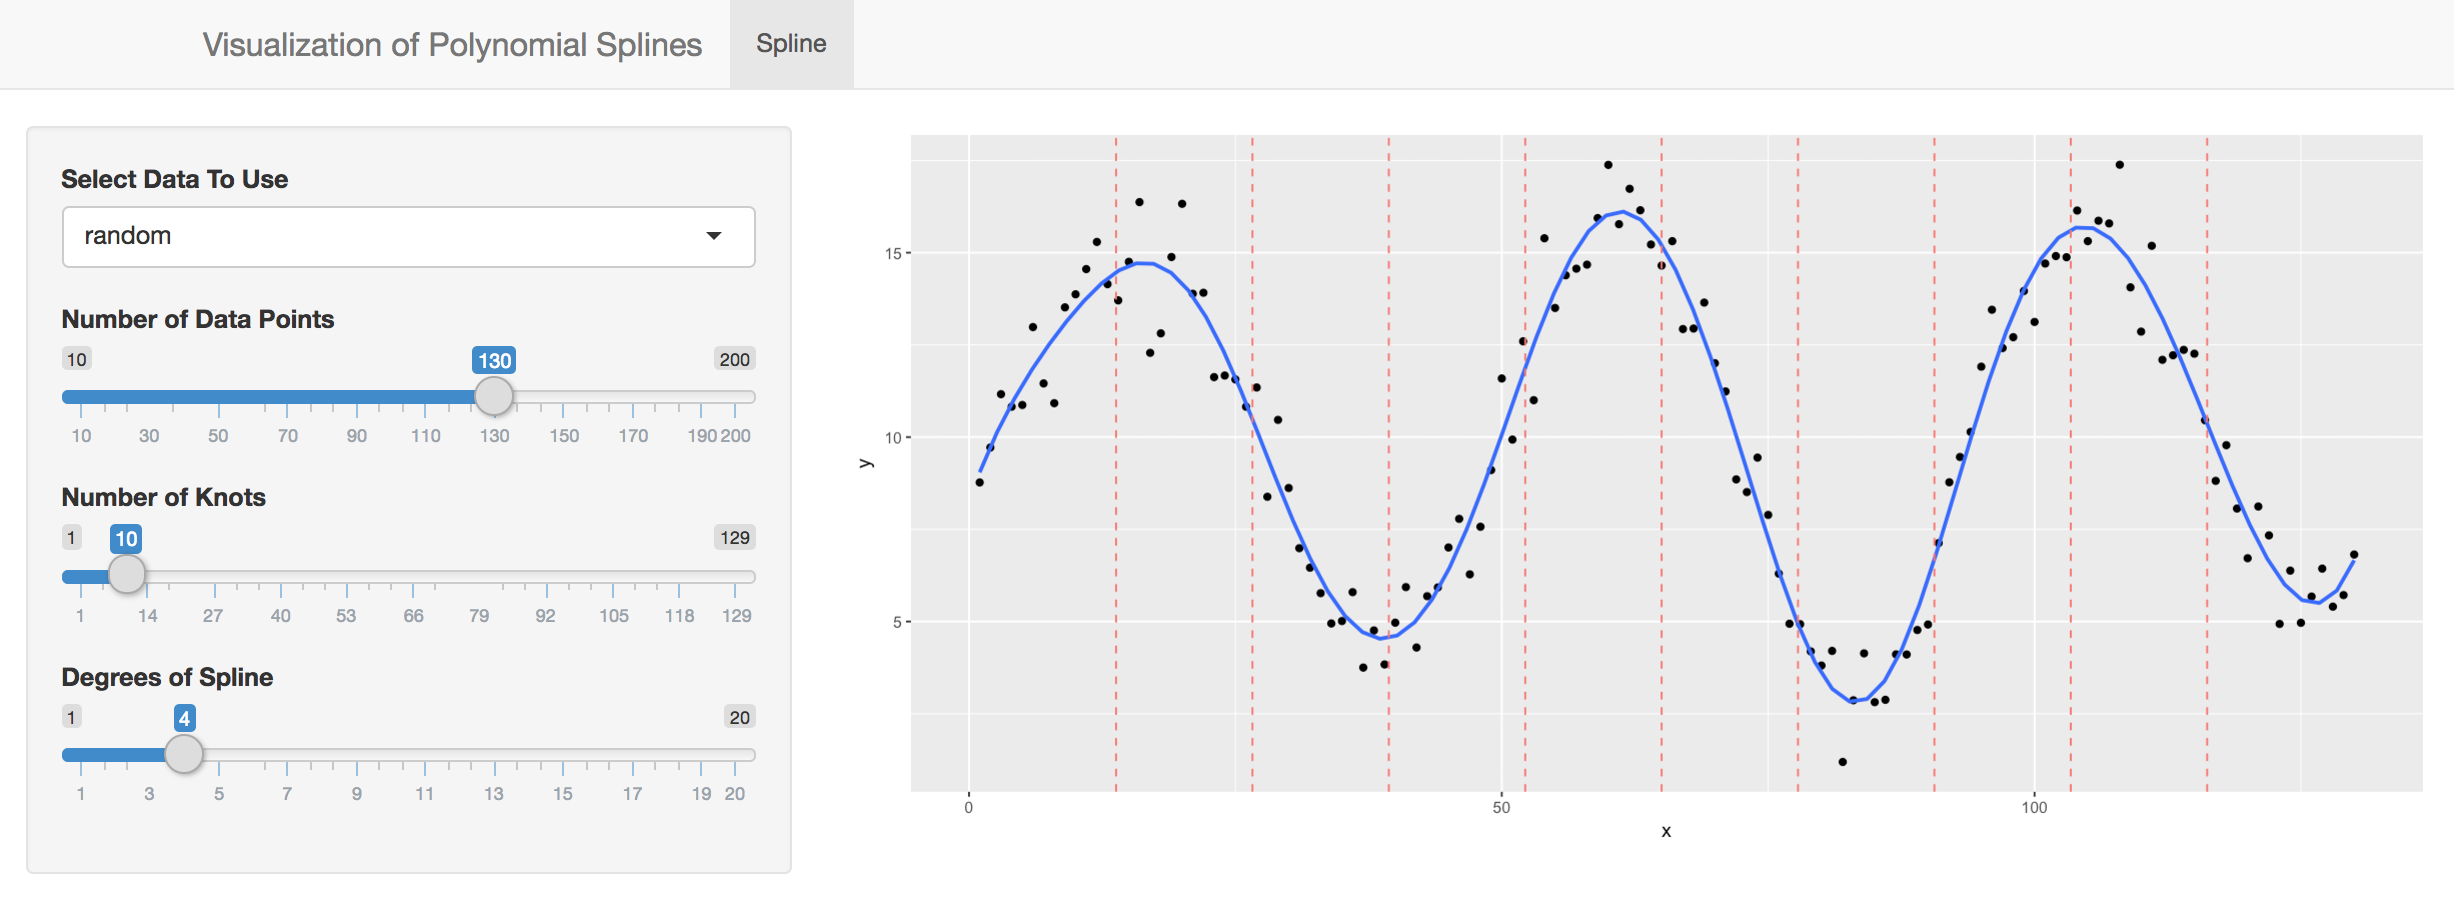 Visualization of Polynomial Splines Spline
Select Data To Use
random
Number of Data Points
10 130 200
10 30 50 70 90 110 130 150 170 190 200
Number of Knots
1 10 129
1 14 27 40 53 66 79 92 105 118 129
Degrees of Spline
1 4 20
1 3 5 7 9 11 13 15 17 19 20
15
10
5
y
0 50 100
x